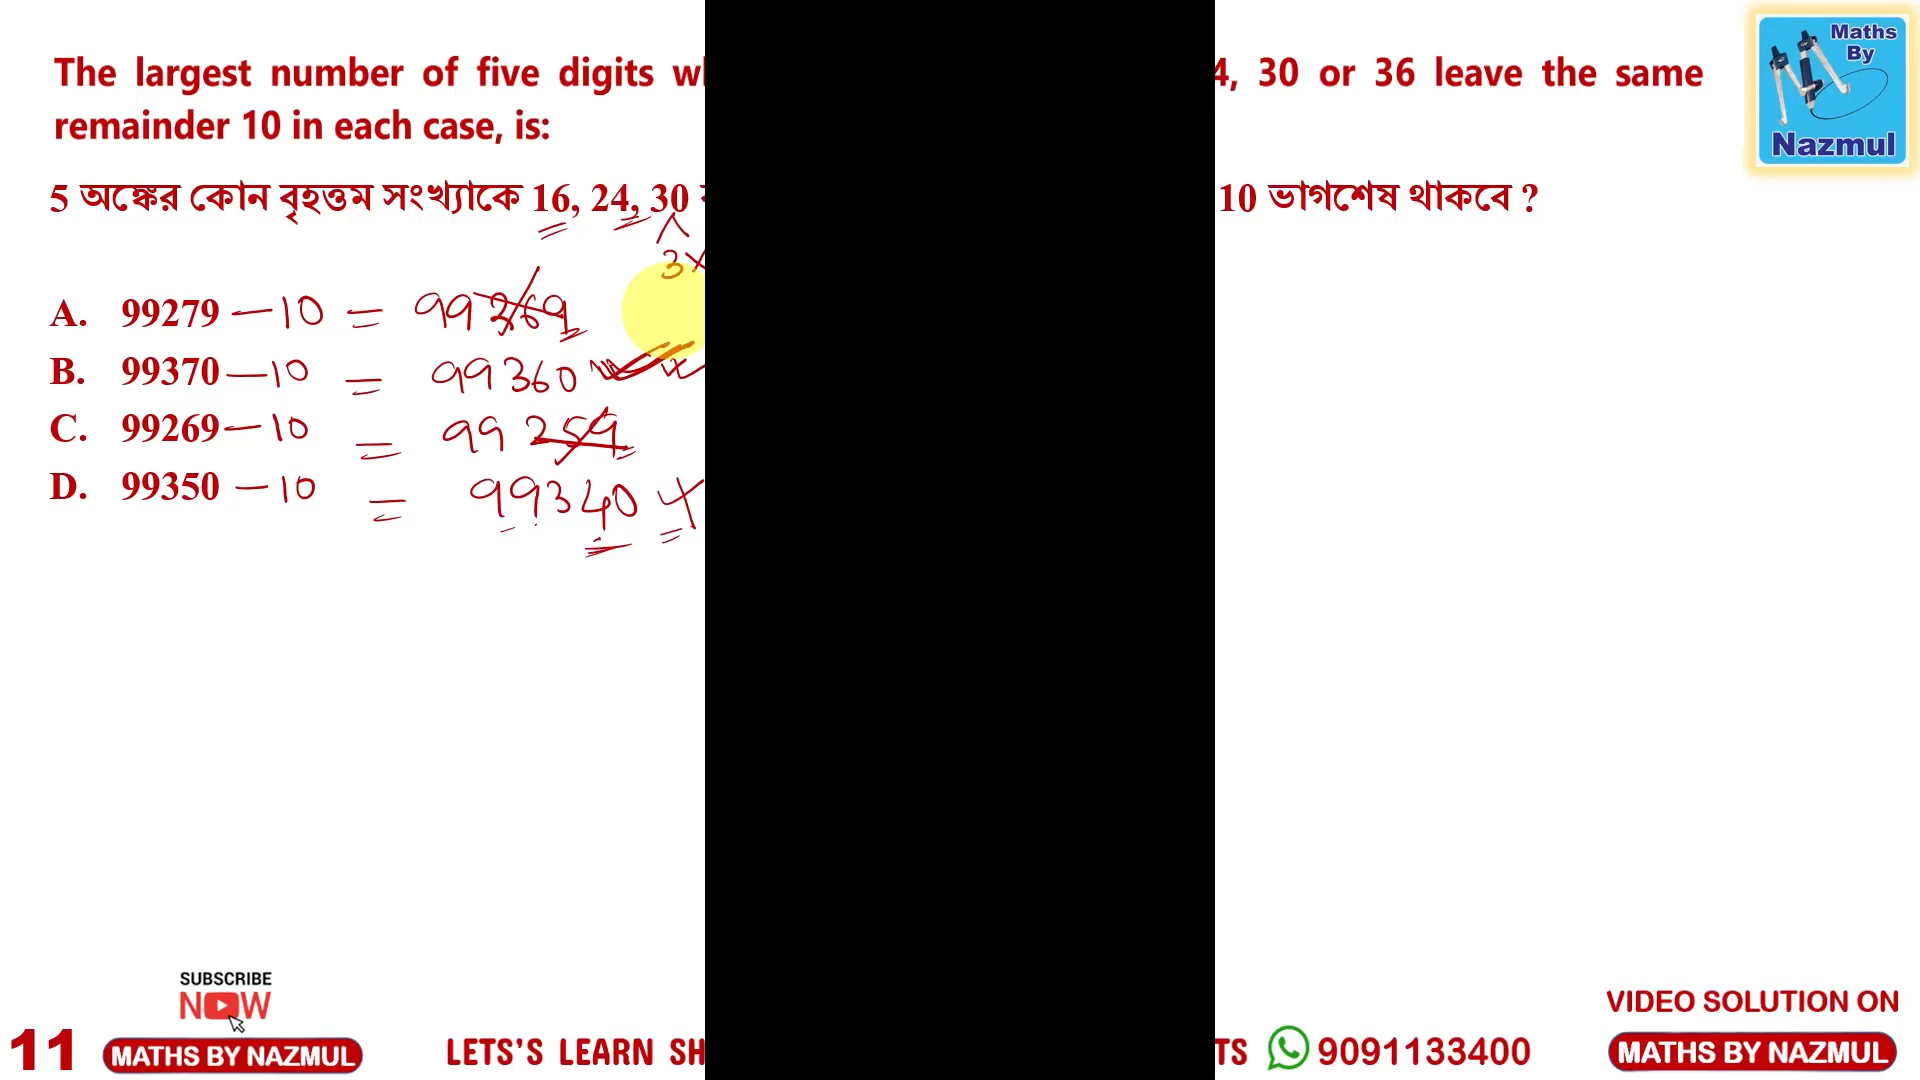 The largest number of five digits 4, 30 or 36 leave the same
remainder 10 in each case, is:
5 অঙ্কের কোন বৃহত্তম সংখ্যাকে 16, 24, 30 10 ভাগশেষ থাকবে ?
3×
A. 99279 — 10 = 99269
B. 99370 — 10 = 99360
C. 99269 — 10 = 99259
D. 99350 — 10 = 99340 ×
Maths
By
Nazmul
SUBSCRIBE
NOW
11 MATHS BY NAZMUL LETS'S LEARN 9091133400
VIDEO SOLUTION ON
MATHS BY NAZMUL